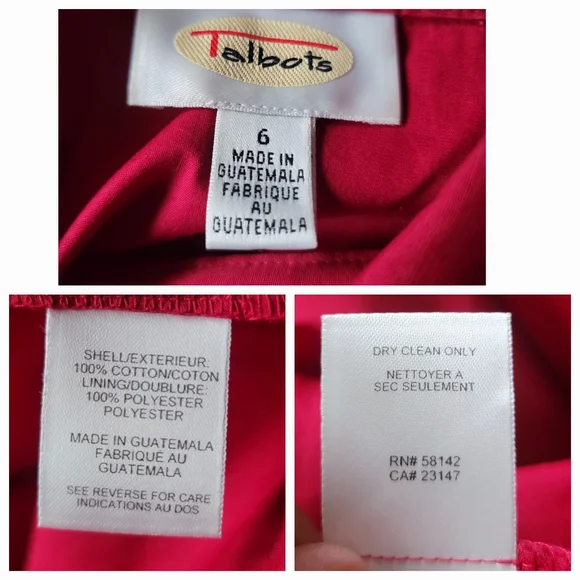 Talbots
6
MADE IN
GUATEMALA
FABRIQUE
AU
GUATEMALA
SHELL/EXTERIEUR:
100% COTTON/COTON
LINING/DOUBLURE:
100% POLYESTER
POLYESTER
MADE IN GUATEMALA
FABRIQUÉ AU
GUATEMALA
SEE REVERSE FOR CARE
INDICATIONS AU DOS
DRY CLEAN ONLY
NETTOYER A
SEC SEULEMENT
RN# 58142
CA# 23147